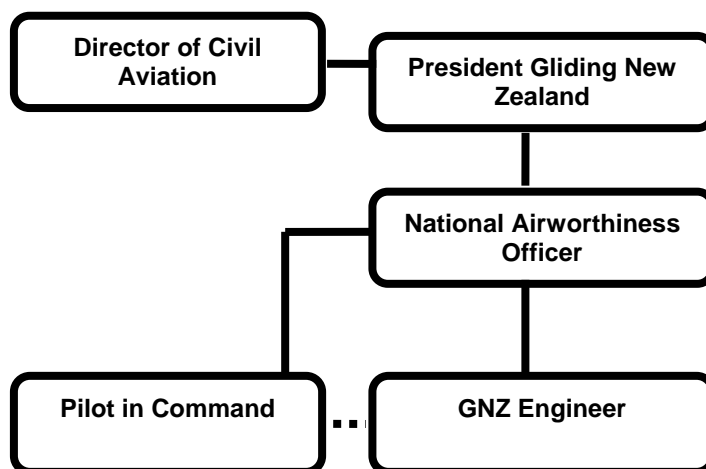 Director of Civil
Aviation
President Gliding New
Zealand
National Airworthiness
Officer
Pilot in Command
GNZ Engineer